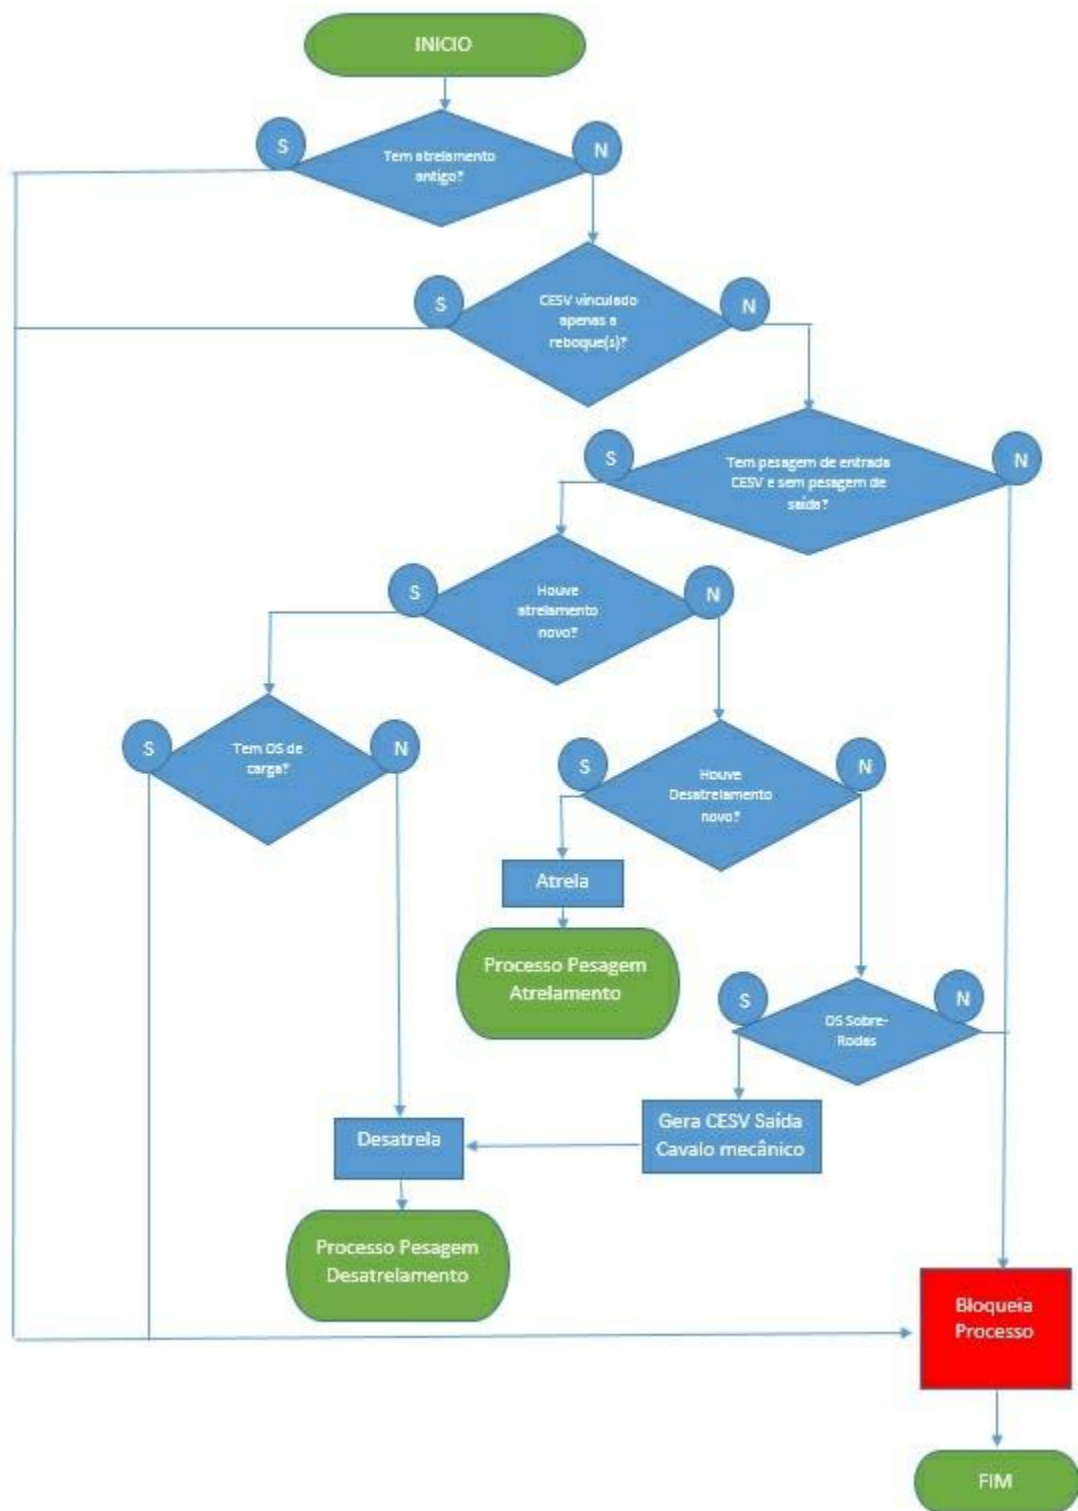 INICIO
S
N
Tem atrelamento
antigo?
S
N
CESV vinculado
apenas a
reboque(s)?
S
N
Tem pesagem de entrada
CESV e sem pesagem de
saída?
S
N
Houve
atrelamento
novo?
S
N
Tem OS de
carga?
S
N
Houve
Desatrelamento
novo?
Atrela
Processo Pesagem
Atrelamento
S
N
OS Sobre-
Rodas
Gera CESV Saída
Cavalo mecânico
Desatrela
Processo Pesagem
Desatrelamento
Bloqueia
Processo
FIM